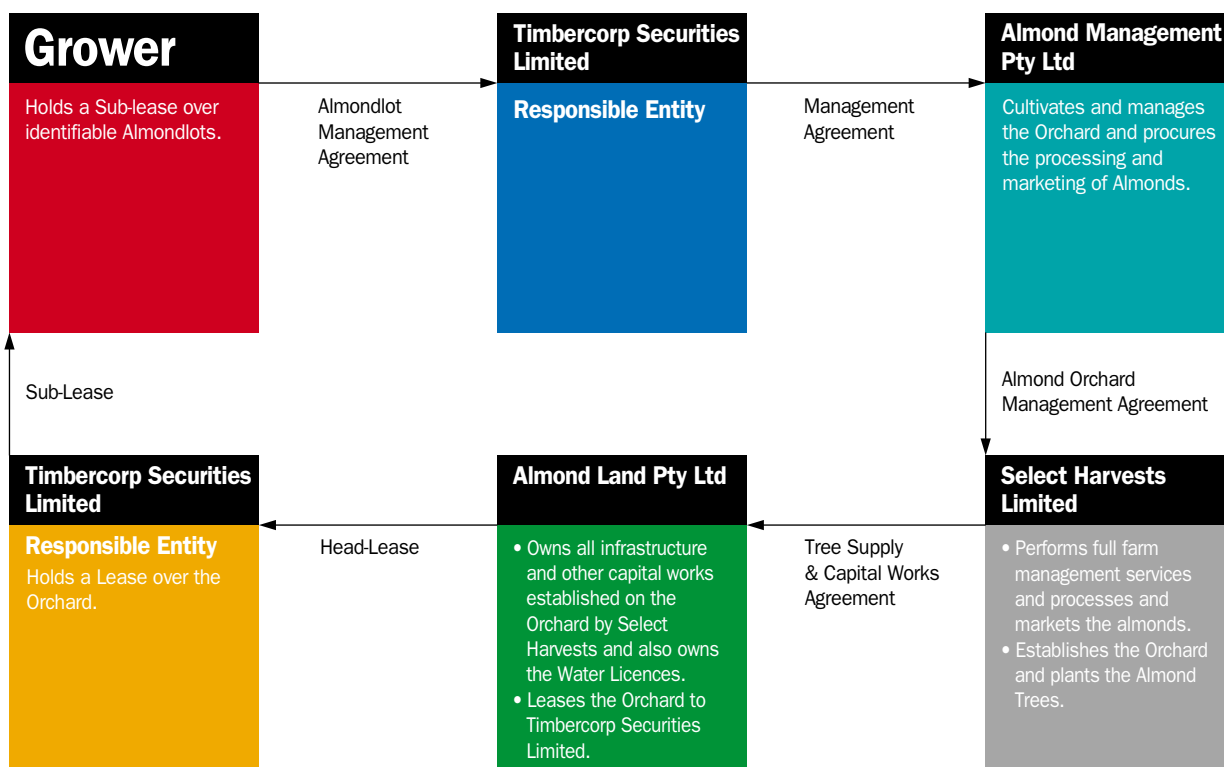 Grower
Holds a Sub-lease over
identifiable Almondlots.
Almondlot
Management
Agreement
Timbercorp Securities
Limited
Responsible Entity
Management
Agreement
Almond Management
Pty Ltd
Cultivates and manages
the Orchard and procures
the processing and
marketing of Almonds.
Sub-Lease
Almond Orchard
Management Agreement
Timbercorp Securities
Limited
Responsible Entity
Holds a Lease over the
Orchard.
Head-Lease
Almond Land Pty Ltd
• Owns all infrastructure
and other capital works
established on the
Orchard by Select
Harvests and also owns
the Water Licences.
• Leases the Orchard to
Timbercorp Securities
Limited.
Tree Supply
& Capital Works
Agreement
Select Harvests
Limited
• Performs full farm
management services
and processes and
markets the almonds.
• Establishes the Orchard
and plants the Almond
Trees.